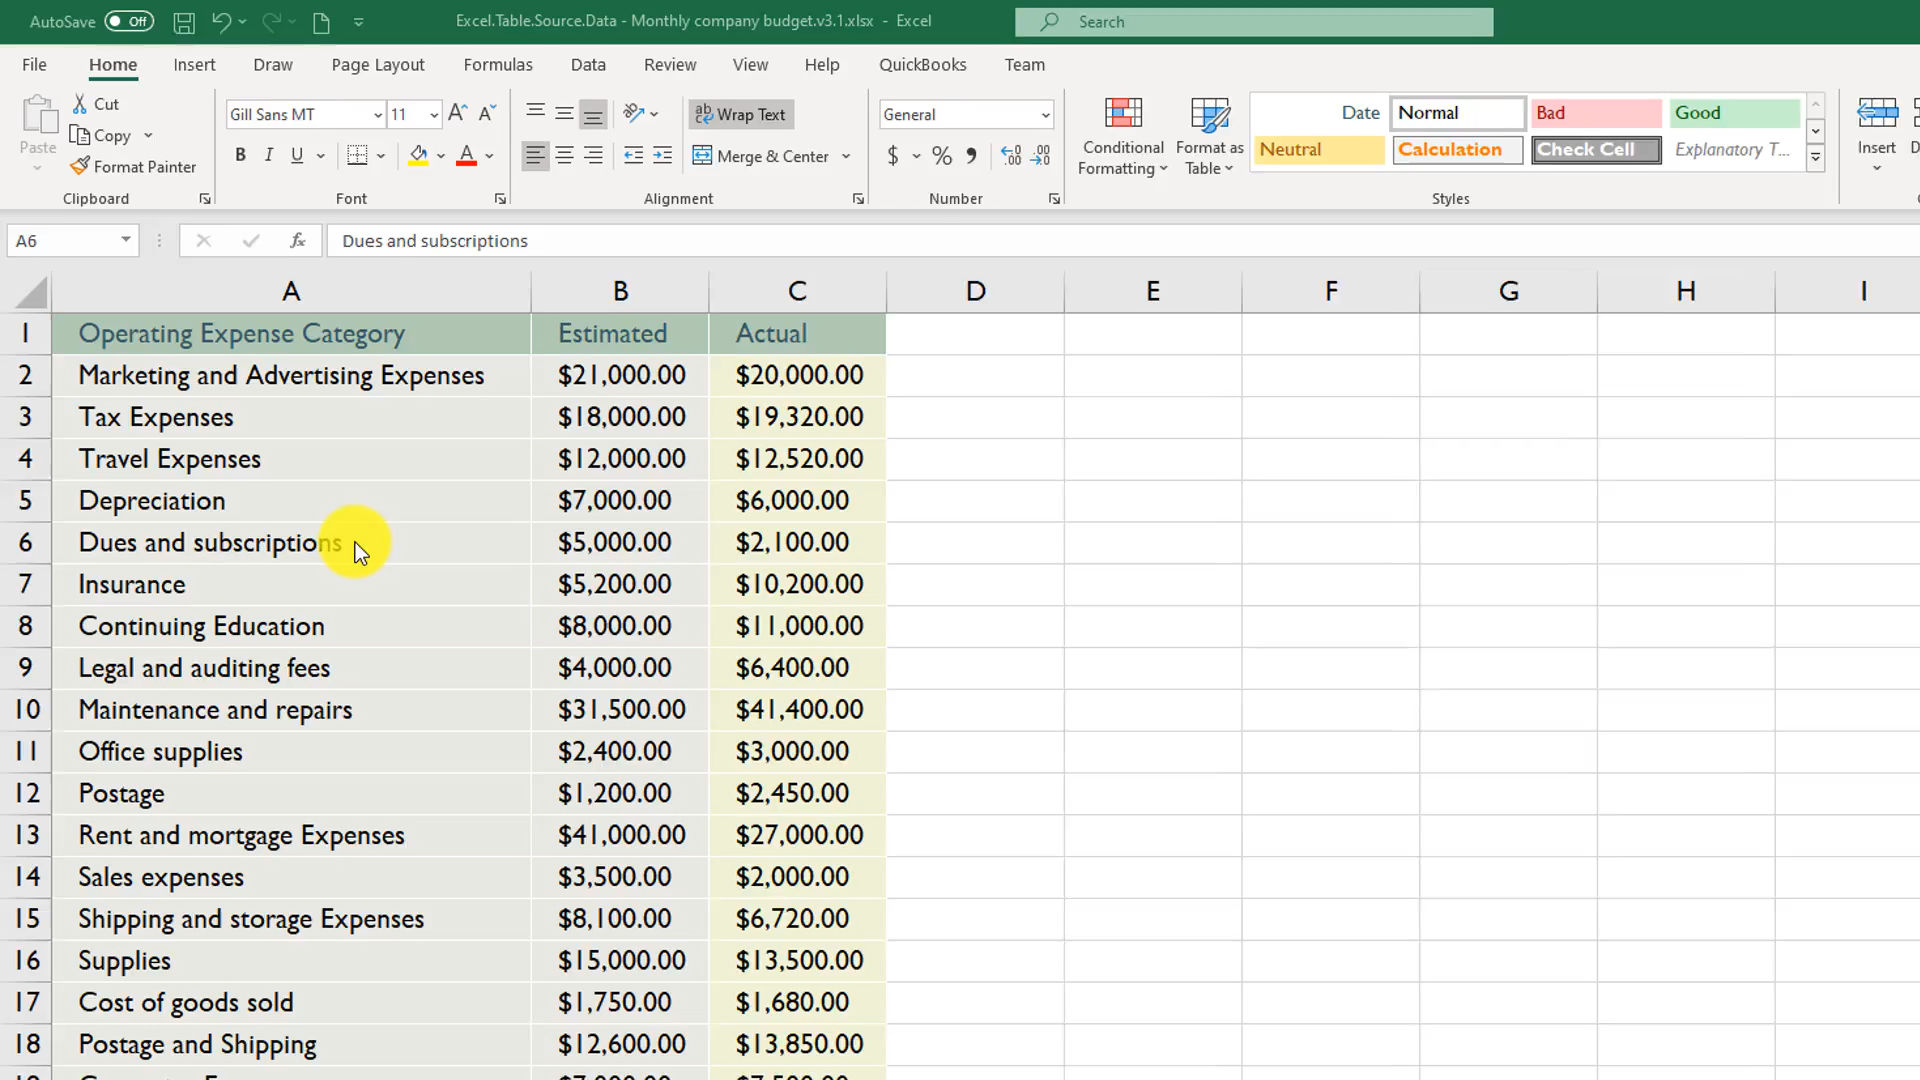 AutoSave Off Excel.Table.Source.Data - Monthly company budget.v3.1.xlsx - Excel Search
File Home Insert Draw Page Layout Formulas Data Review View Help QuickBooks Team
Paste Cut Copy Format Painter
Clipboard
Gill Sans MT 11
B I U A
Font
ab Wrap Text
Merge & Center
Alignment
General
$ % 9
Number
Conditional Formatting
Format as Table
Date Normal Bad Good
Neutral Calculation Check Cell Explanatory T...
Styles
Insert
A6 fx Dues and subscriptions
A B C D E F G H I
1 Operating Expense Category Estimated Actual
2 Marketing and Advertising Expenses $21,000.00 $20,000.00
3 Tax Expenses $18,000.00 $19,320.00
4 Travel Expenses $12,000.00 $12,520.00
5 Depreciation $7,000.00 $6,000.00
6 Dues and subscriptions $5,000.00 $2,100.00
7 Insurance $5,200.00 $10,200.00
8 Continuing Education $8,000.00 $11,000.00
9 Legal and auditing fees $4,000.00 $6,400.00
10 Maintenance and repairs $31,500.00 $41,400.00
11 Office supplies $2,400.00 $3,000.00
12 Postage $1,200.00 $2,450.00
13 Rent and mortgage Expenses $41,000.00 $27,000.00
14 Sales expenses $3,500.00 $2,000.00
15 Shipping and storage Expenses $8,100.00 $6,720.00
16 Supplies $15,000.00 $13,500.00
17 Cost of goods sold $1,750.00 $1,680.00
18 Postage and Shipping $12,600.00 $13,850.00